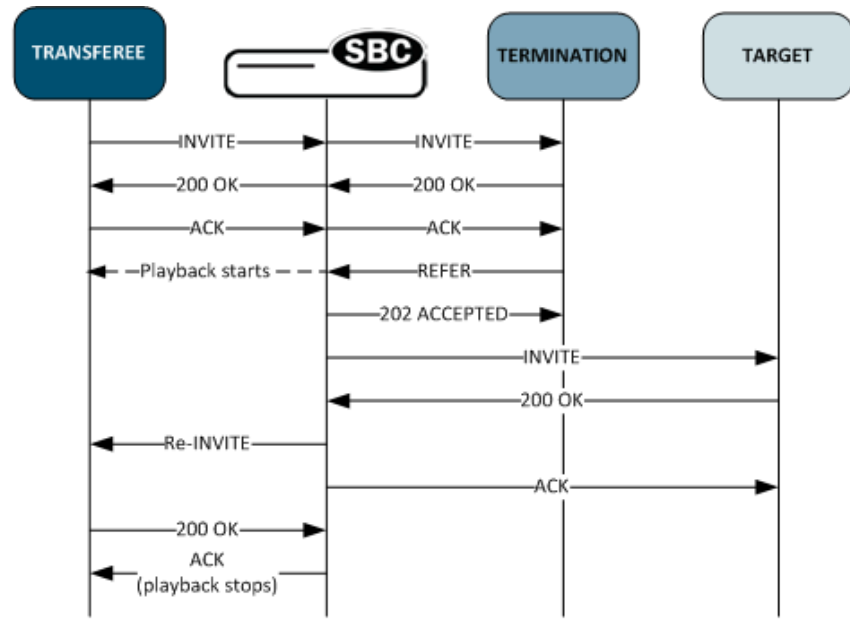 TRANSFEREE
SBC
TERMINATION
TARGET
INVITE
INVITE
200 OK
200 OK
ACK
ACK
Playback starts
REFER
202 ACCEPTED
INVITE
200 OK
Re-INVITE
ACK
200 OK
ACK
(playback stops)